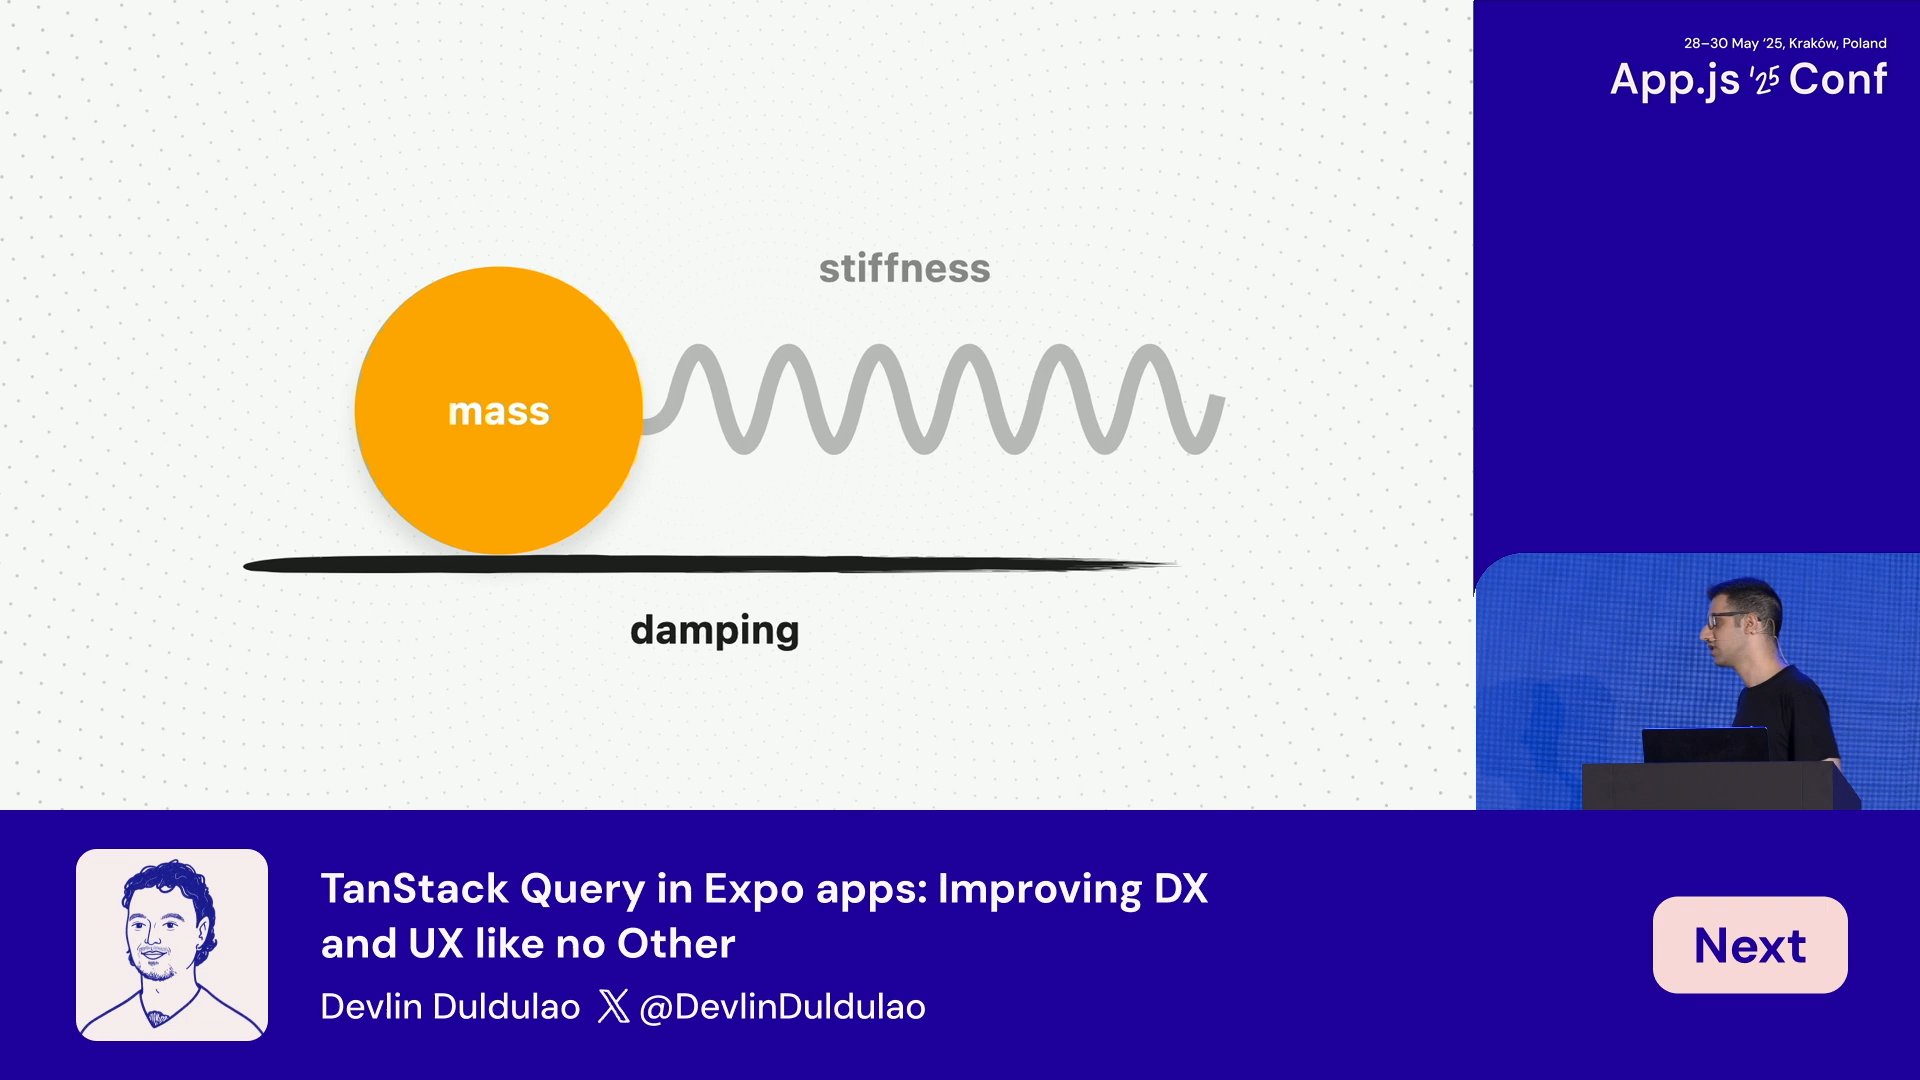 28–30 May '25, Kraków, Poland
App.js '25 Conf
stiffness
mass
damping
TanStack Query in Expo apps: Improving DX
and UX like no Other
Devlin Duldulao 𝕏 @DevlinDuldulao
Next